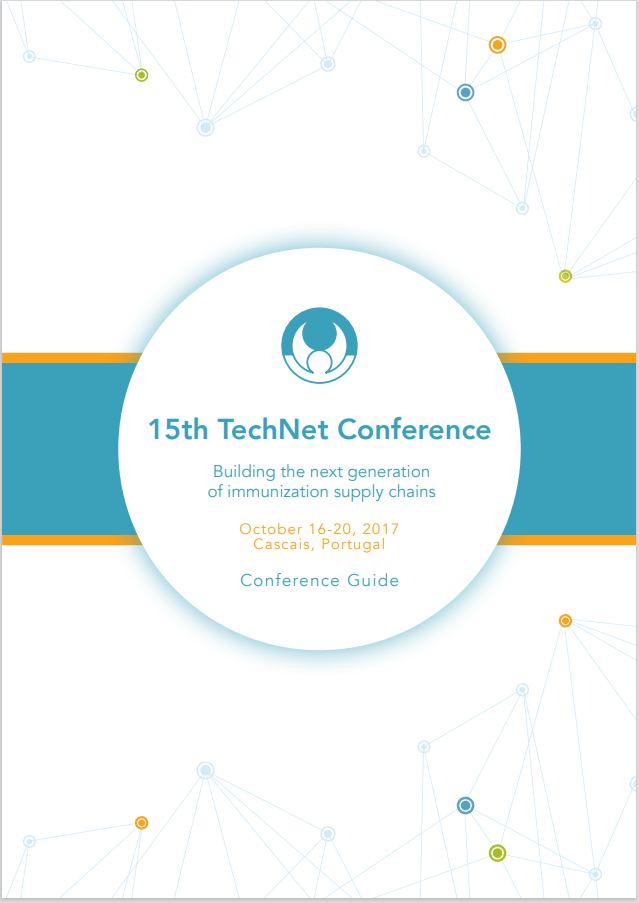 15th TechNet Conference
Building the next generation
of immunization supply chains
October 16-20, 2017
Cascais, Portugal
Conference Guide